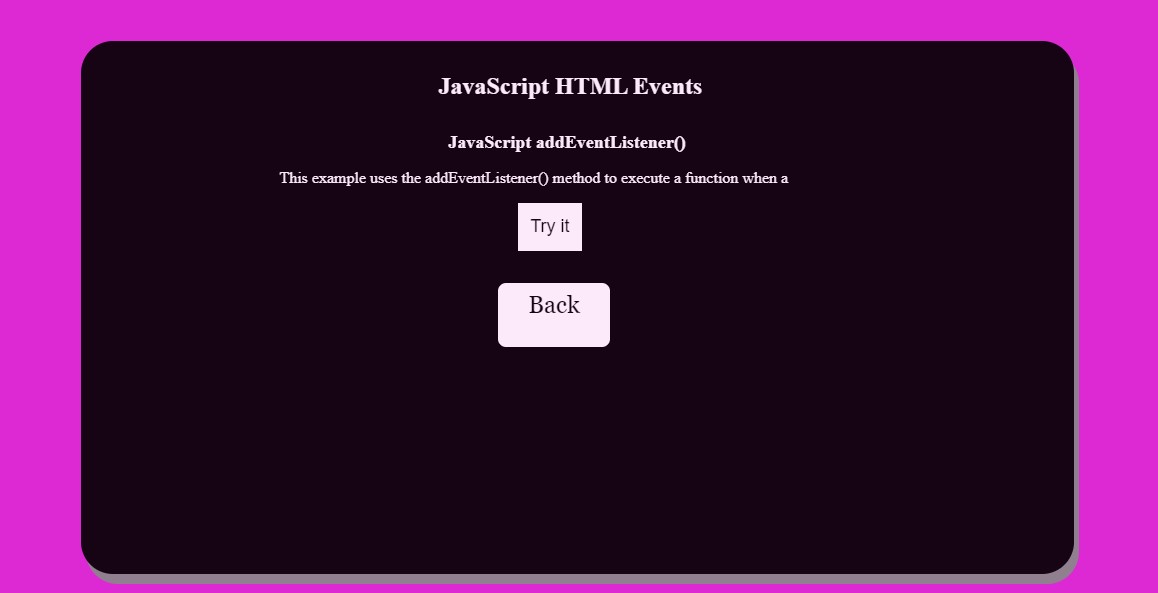 JavaScript HTML Events
JavaScript addEventListener()
This example uses the addEventListener() method to execute a function when a
Try it
Back